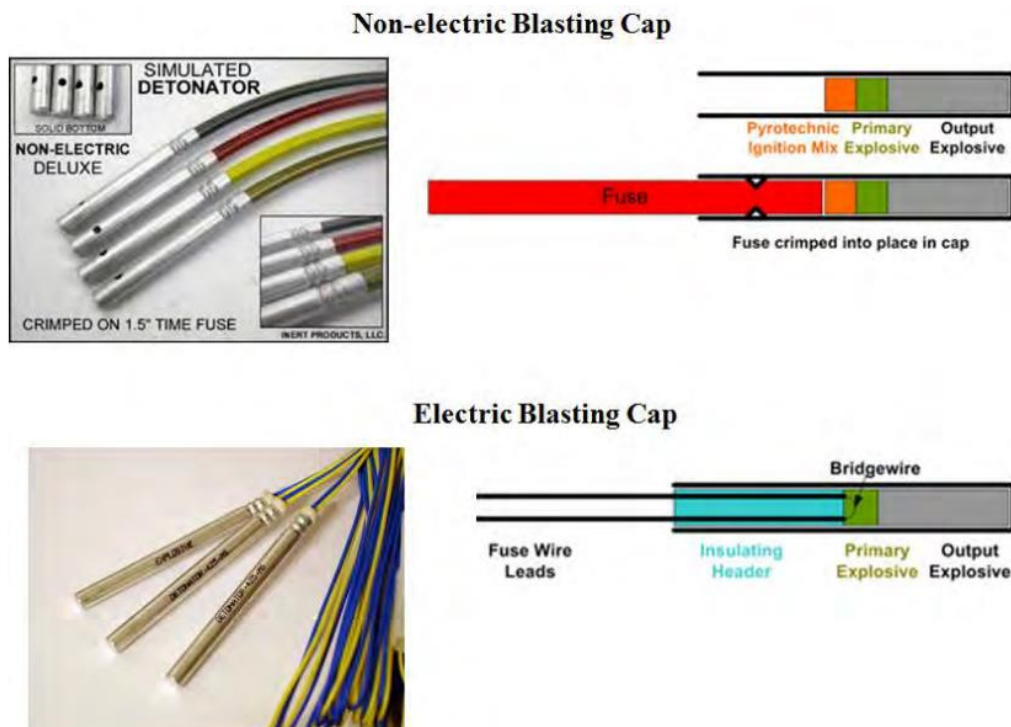 Non-electric Blasting Cap
SIMULATED
DETONATOR
SOLID BOTTOM
NON-ELECTRIC
DELUXE
CRIMPED ON 1.5" TIME FUSE
INERT PRODUCTS, LLC
Pyrotechnic
Ignition Mix
Primary
Explosive
Output
Explosive
Fuse
Fuse crimped into place in cap
Electric Blasting Cap
EXPLOSIVE
Bridgewire
Fuse Wire
Leads
Insulating
Header
Primary
Explosive
Output
Explosive